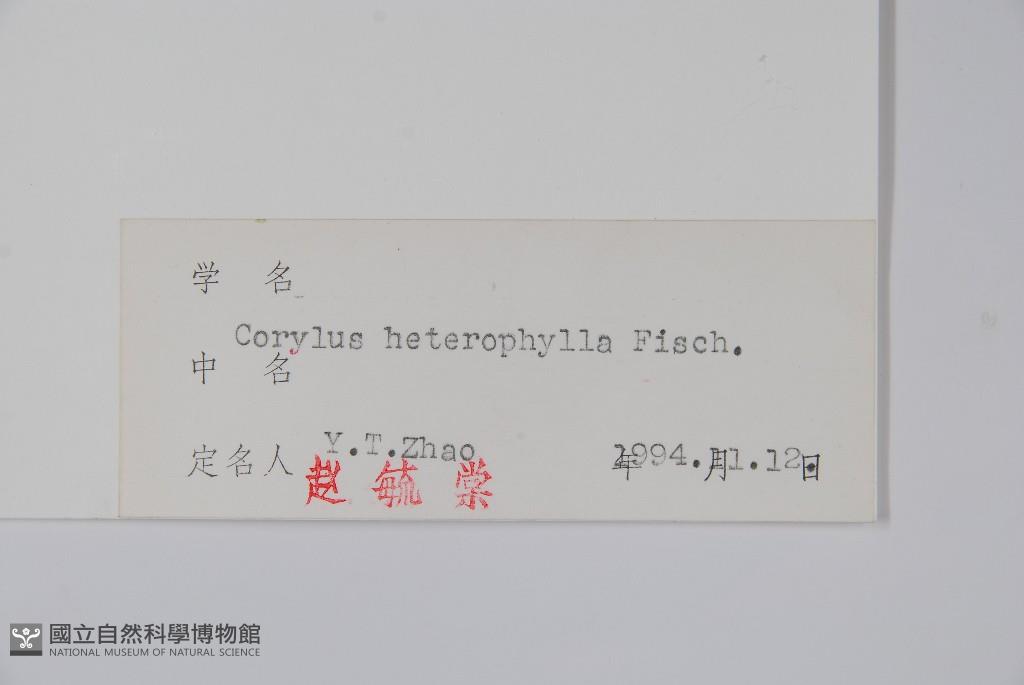 学 名
Corylus heterophylla Fisch.
中 名
定名人 Y.T.Zhao 1994.11.12. 年 月 日
赵毓棠
國立自然科學博物館
NATIONAL MUSEUM OF NATURAL SCIENCE